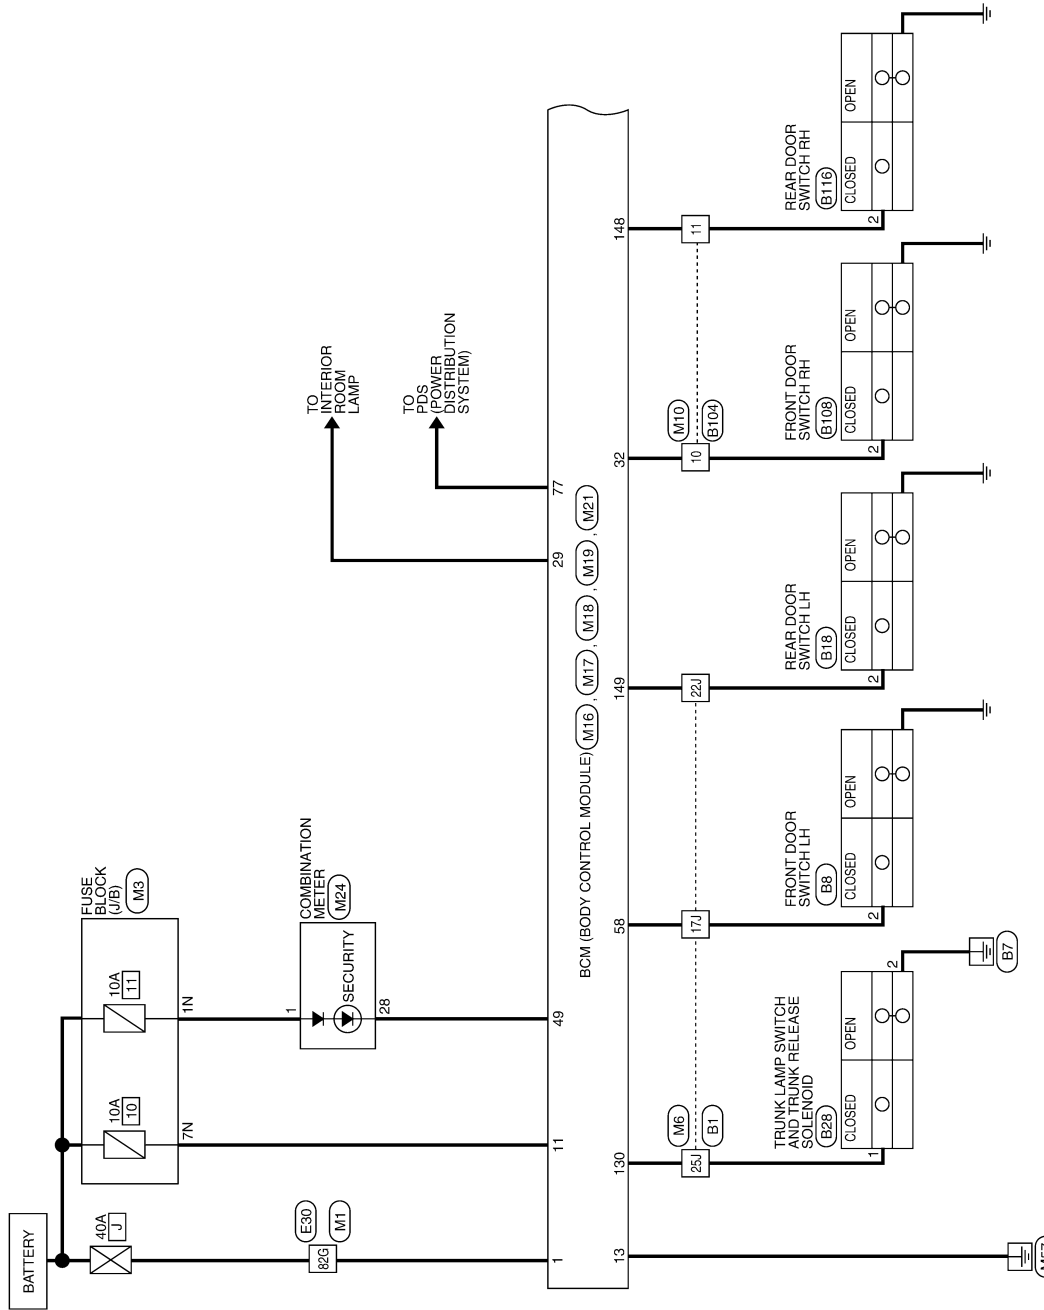 BATTERY
40A
J
E30
M1
82G
1
FUSE
BLOCK
(J/B)
M3
10A
10
10A
11
7N
1N
11
COMBINATION
METER
M24
1
SECURITY
28
49
TO
INTERIOR
ROOM
LAMP
TO
PDS
(POWER
DISTRIBUTION
SYSTEM)
29
77
BCM (BODY CONTROL MODULE) M16 , M17 , M18 , M19 , M21
13
130
58
149
32
148
M6
B1
25J
17J
22J
M10
B104
10
11
TRUNK LAMP SWITCH
AND TRUNK RELEASE
SOLENOID
B28
CLOSED
OPEN
1
2
B7
FRONT DOOR
SWITCH LH
B8
CLOSED
OPEN
2
REAR DOOR
SWITCH LH
B18
CLOSED
OPEN
2
FRONT DOOR
SWITCH RH
B108
CLOSED
OPEN
2
REAR DOOR
SWITCH RH
B116
CLOSED
OPEN
2